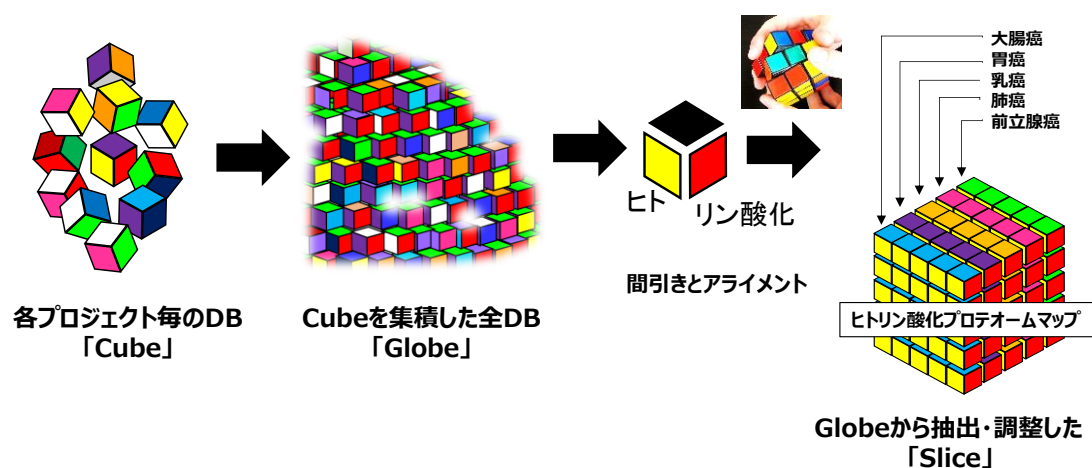 各プロジェクト毎のDB
「Cube」
Cubeを集積した全DB
「Globe」
ヒト
リン酸化
間引きとアライメント
大腸癌
胃癌
乳癌
肺癌
前立腺癌
ヒトリン酸化プロテオームマップ
Globeから抽出・調整した
「Slice」